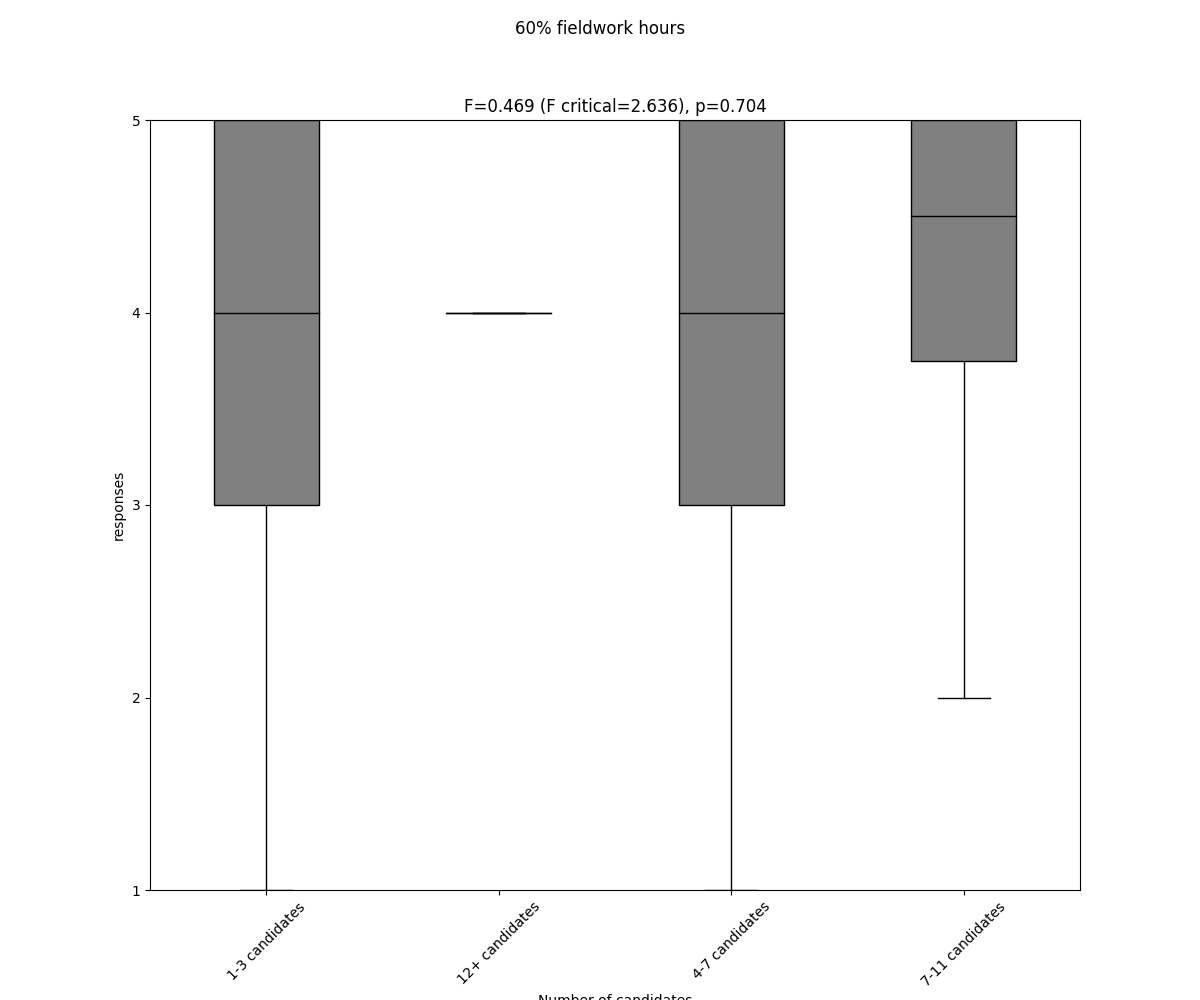 60% fieldwork hours
F=0.469 (F critical=2.636), p=0.704
5
4
3
2
1
responses
1-3 candidates
12+ candidates
4-7 candidates
7-11 candidates
Number of candidates